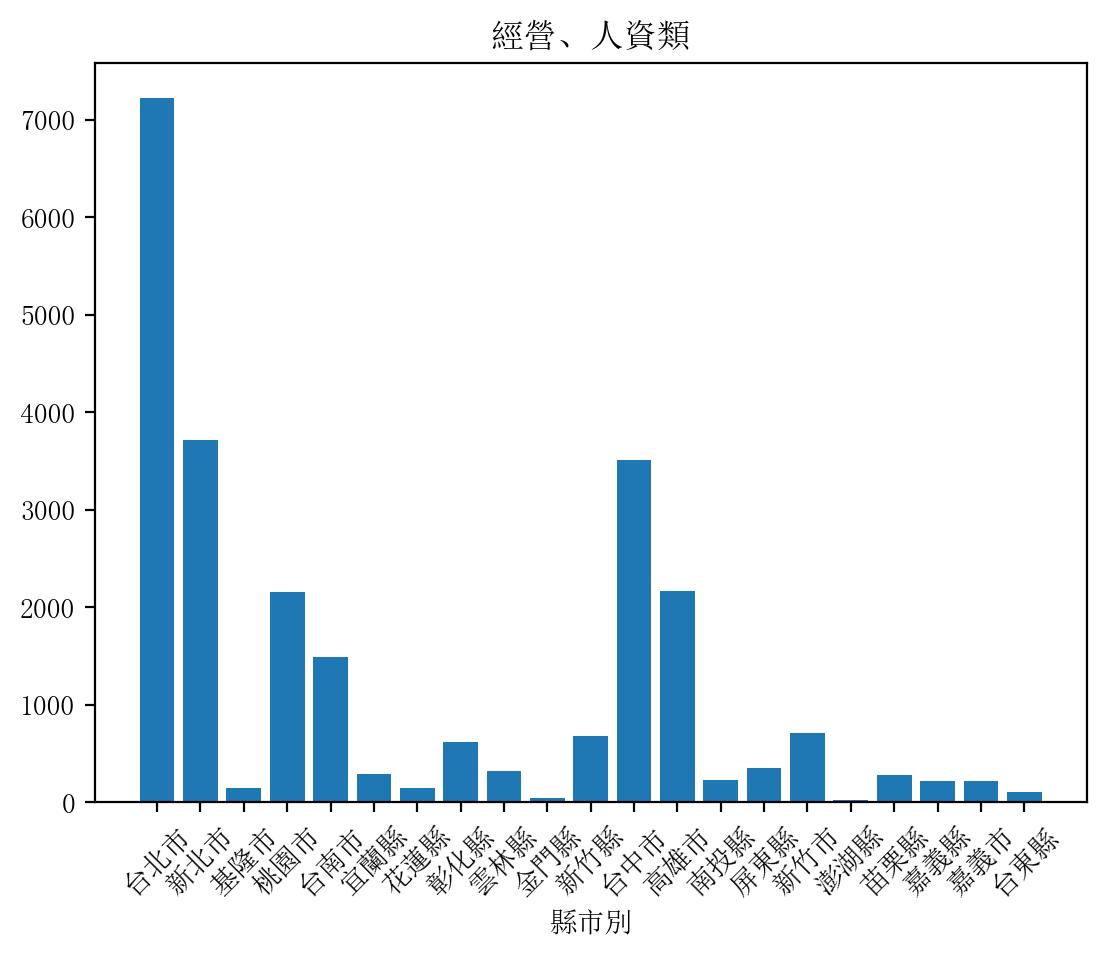 經營、人資類
7000
6000
5000
4000
3000
2000
1000
0
台北市
新北市
基隆市
桃園市
台南市
宜蘭縣
花蓮縣
彰化縣
雲林縣
金門縣
新竹縣
台中市
高雄市
南投縣
屏東縣
新竹市
澎湖縣
苗栗縣
嘉義縣
嘉義市
台東縣
縣市別